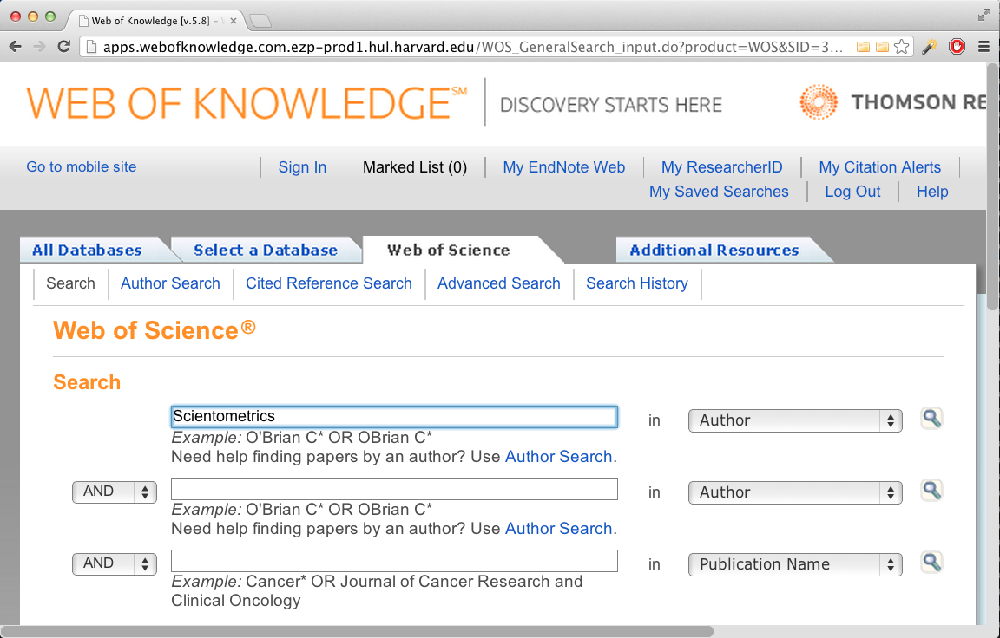 Web of Knowledge [v.5.8] –
apps.webofknowledge.com.ezp-prod1.hul.harvard.edu/WOS_GeneralSearch_input.do?product=WOS&SID=3...
WEB OF KNOWLEDGE℠ DISCOVERY STARTS HERE THOMSON RE
Go to mobile site Sign In Marked List (0) My EndNote Web My ResearcherID My Citation Alerts
My Saved Searches Log Out Help
All Databases Select a Database Web of Science Additional Resources
Search Author Search Cited Reference Search Advanced Search Search History
Web of Science®
Search
Scientometrics in Author
Example: O'Brian C* OR OBrian C*
Need help finding papers by an author? Use Author Search.
AND in Author
Example: O'Brian C* OR OBrian C*
Need help finding papers by an author? Use Author Search.
AND in Publication Name
Example: Cancer* OR Journal of Cancer Research and
Clinical Oncology